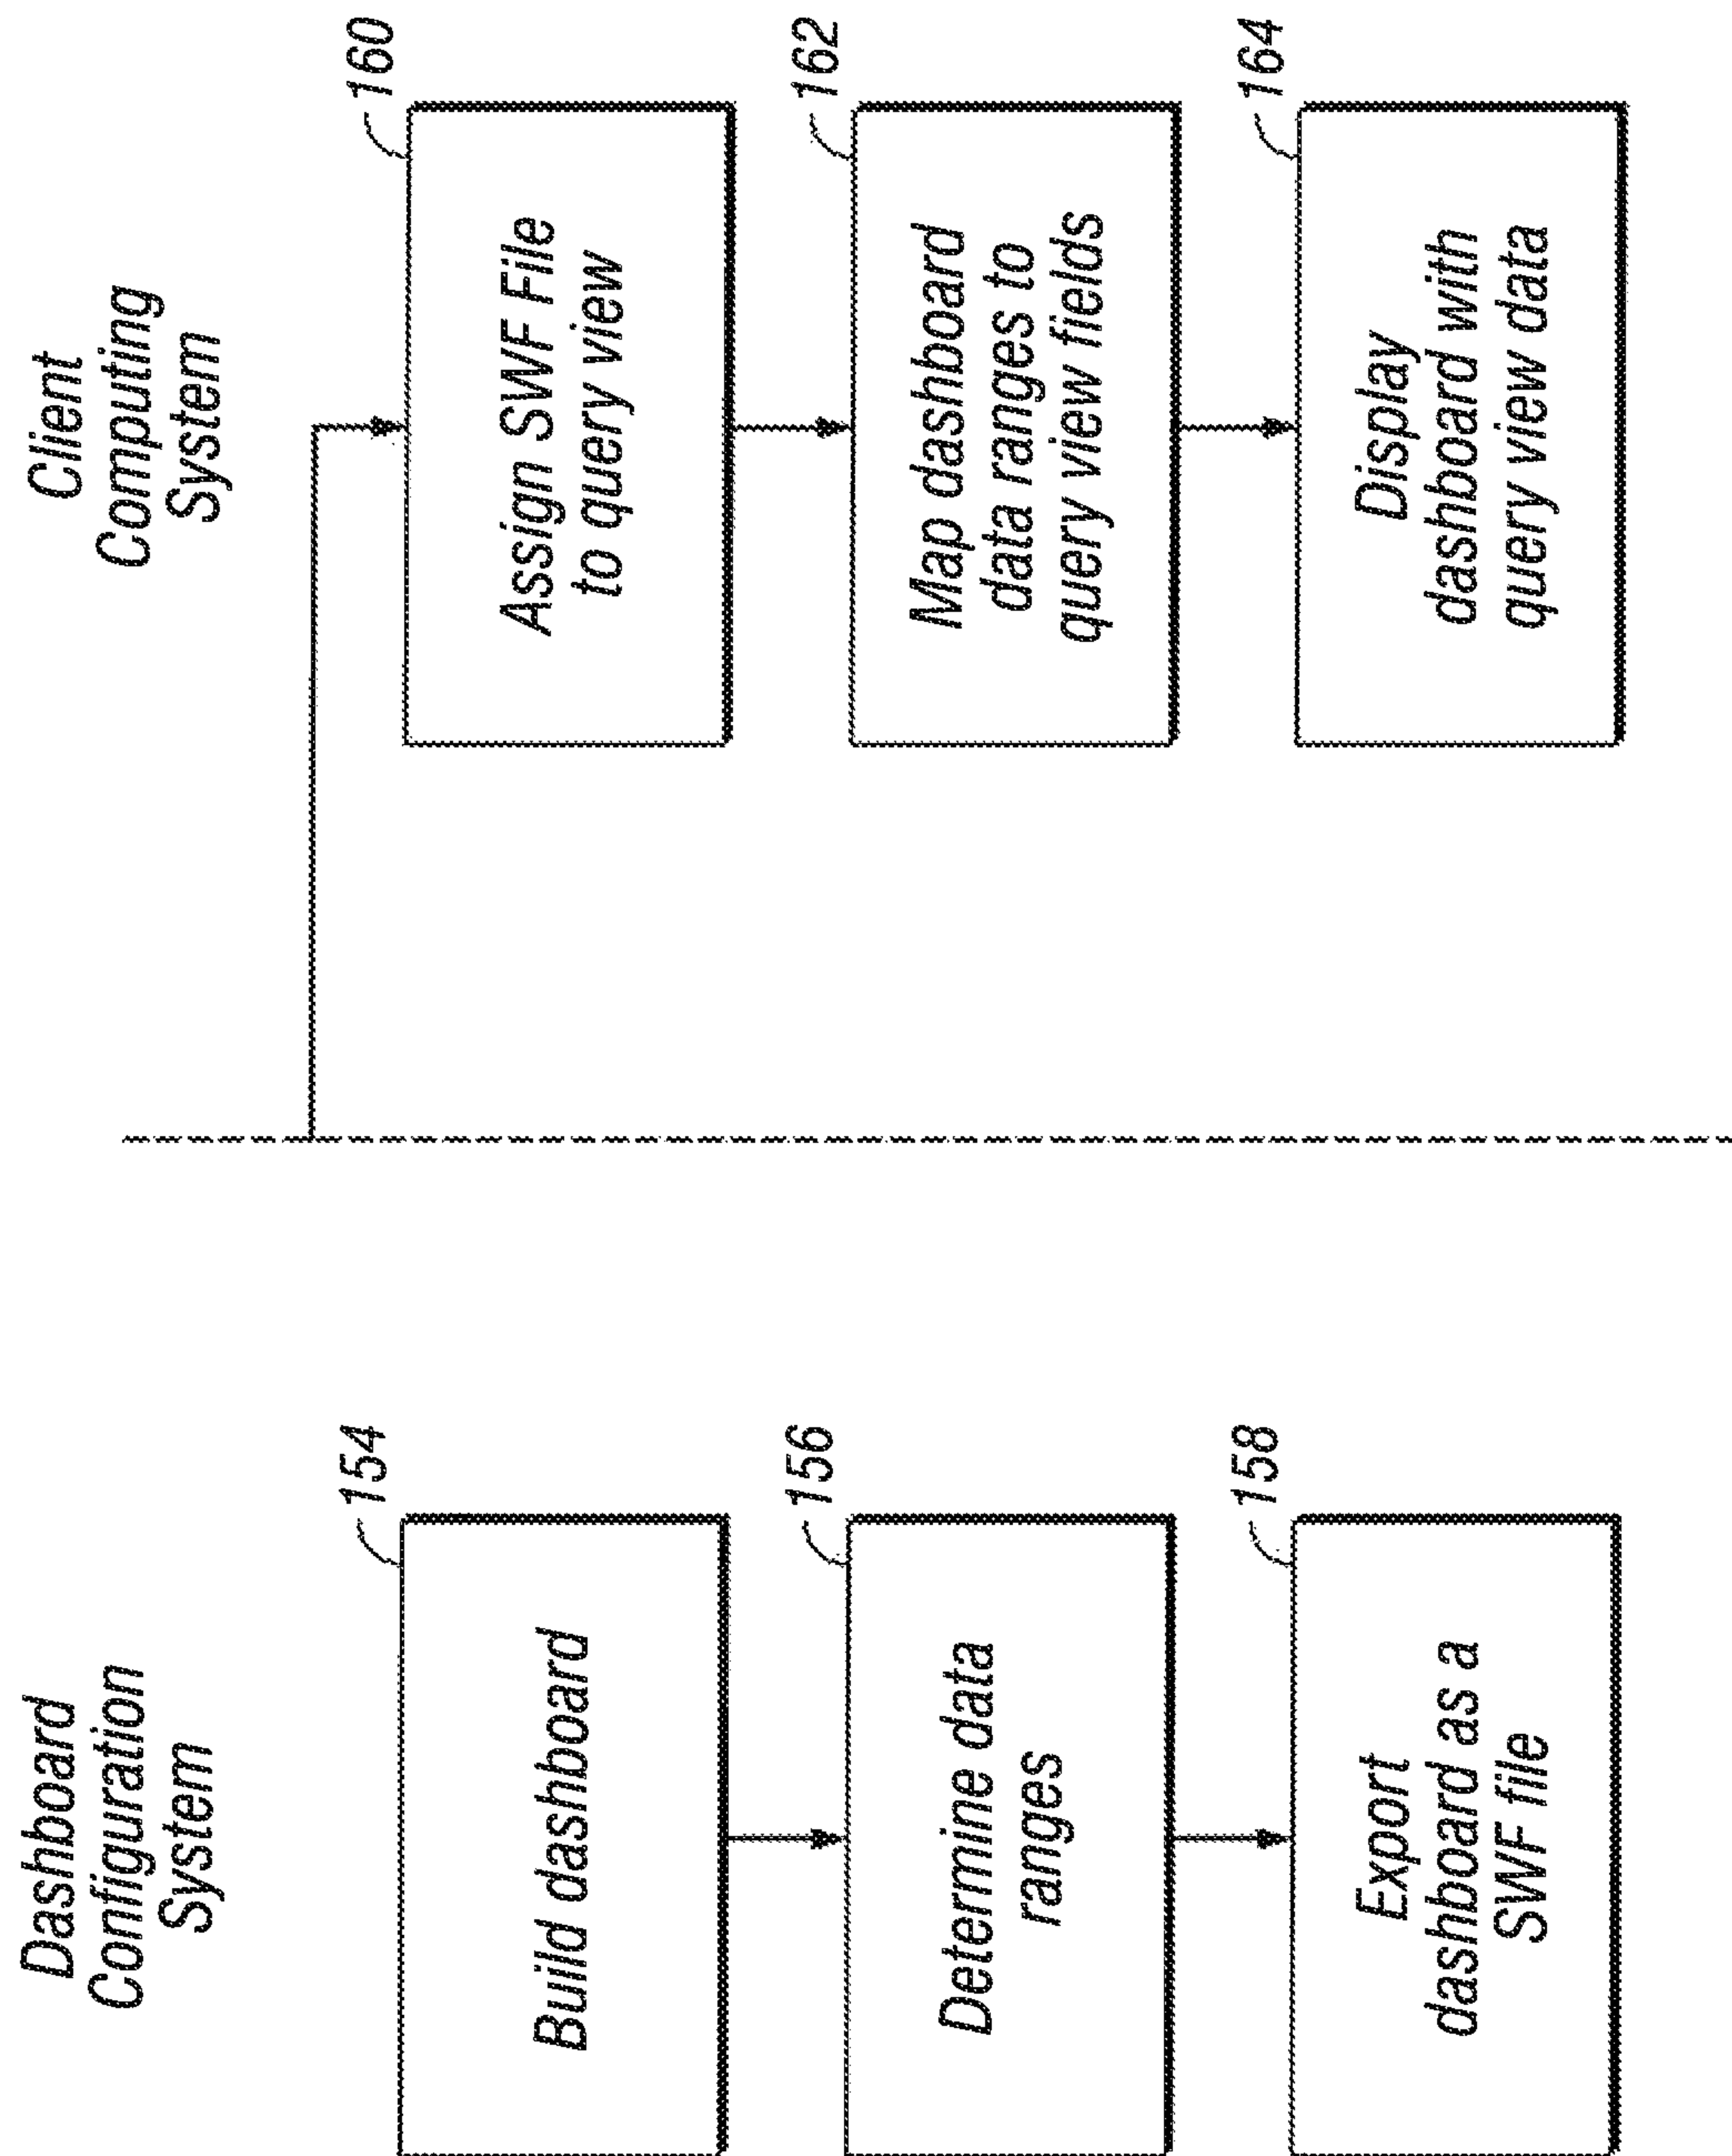 Dashboard
Configuration
System
154
Build dashboard
156
Determine data
ranges
158
Export
dashboard as a
SWF file
Client
Computing
System
160
Assign SWF File
to query view
162
Map dashboard
data ranges to
query view fields
164
Display
dashboard with
query view data